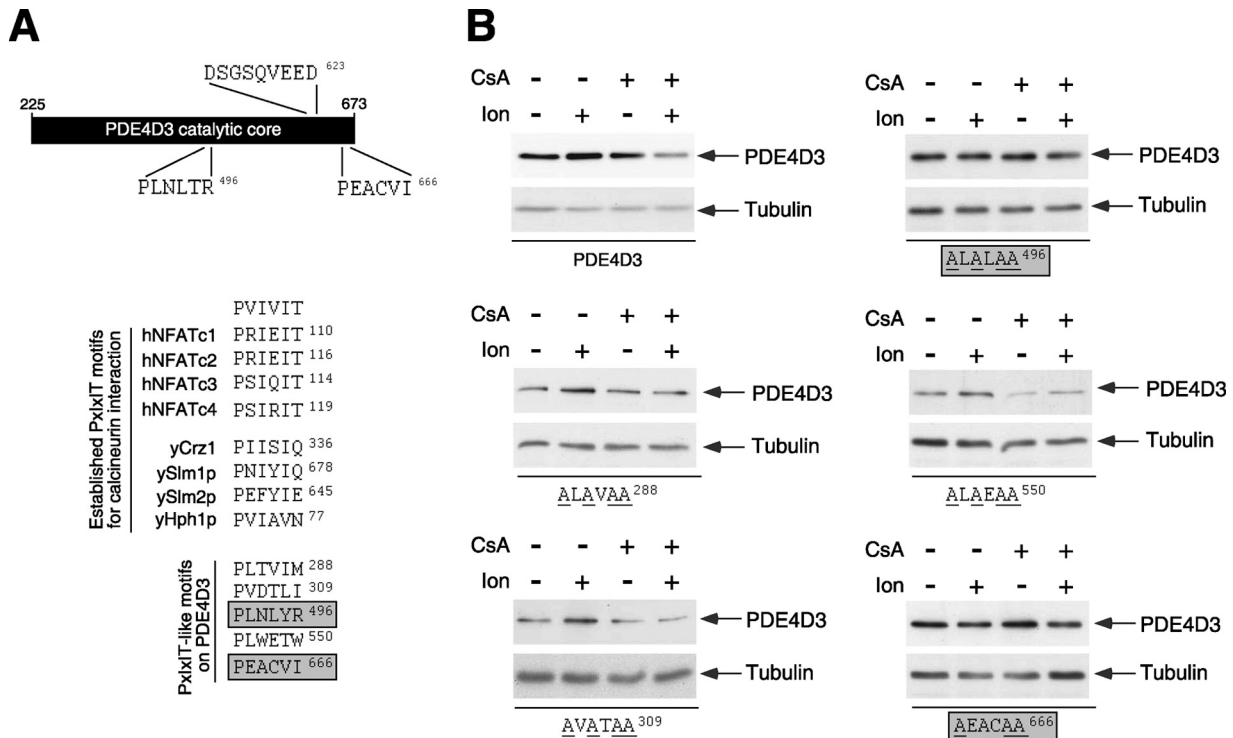 A
DSGSQVEED 623
225 673
PDE4D3 catalytic core
PLNLTR 496
PEACVI 666
Established PxIxIT motifs
for calcineurin interaction
PVIVIT
hNFATc1 PRIEIT 110
hNFATc2 PRIEIT 116
hNFATc3 PSIQIT 114
hNFATc4 PSIRIT 119
yCrz1 PIISIQ 336
ySlm1p PNIYIQ 678
ySlm2p PEFYIE 645
yHph1p PVIAVN 77
PxIxIT-like motifs
on PDE4D3
PLTVIM 288
PVDTLI 309
PLNLYR 496
PLWETW 550
PEACVI 666
B
CsA - - + +
Ion - + - +
PDE4D3
Tubulin
PDE4D3
CsA - - + +
Ion - + - +
PDE4D3
Tubulin
ALALAA 496
CsA - - + +
Ion - + - +
PDE4D3
Tubulin
ALAVAA 288
CsA - - + +
Ion - + - +
PDE4D3
Tubulin
ALAEAA 550
CsA - - + +
Ion - + - +
PDE4D3
Tubulin
AVATAA 309
CsA - - + +
Ion - + - +
PDE4D3
Tubulin
AEACAA 666